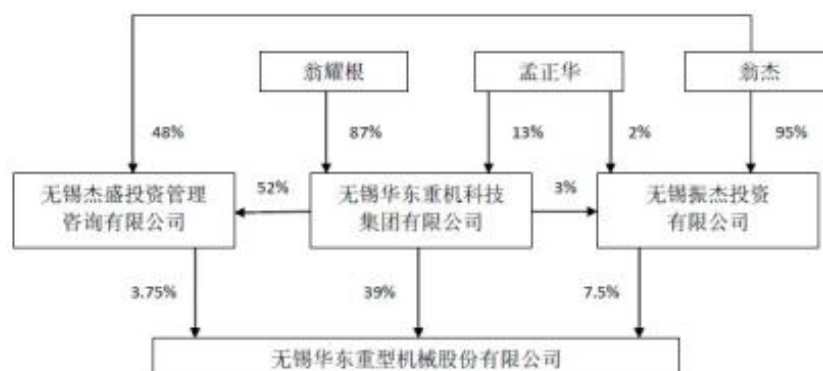 翁耀根
孟正华
翁杰
48%
87%
13%
2%
95%
无锡杰盛投资管理
咨询有限公司
52%
无锡华东重机科技
集团有限公司
3%
无锡振杰投资
有限公司
3.75%
39%
7.5%
无锡华东重型机械股份有限公司